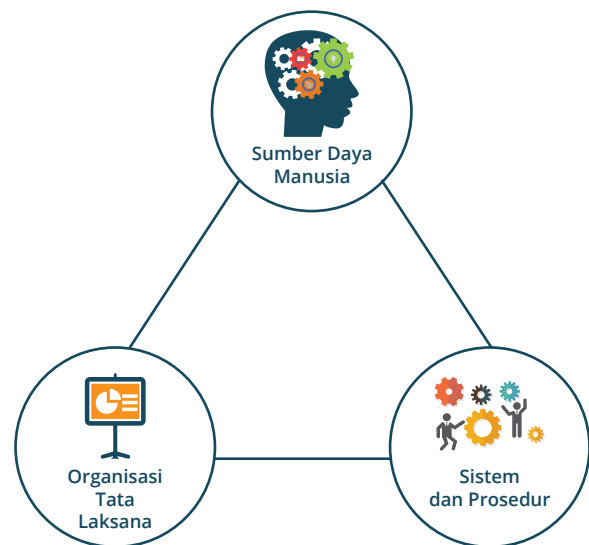 Sumber Daya
Manusia
Organisasi
Tata
Laksana
Sistem
dan Prosedur